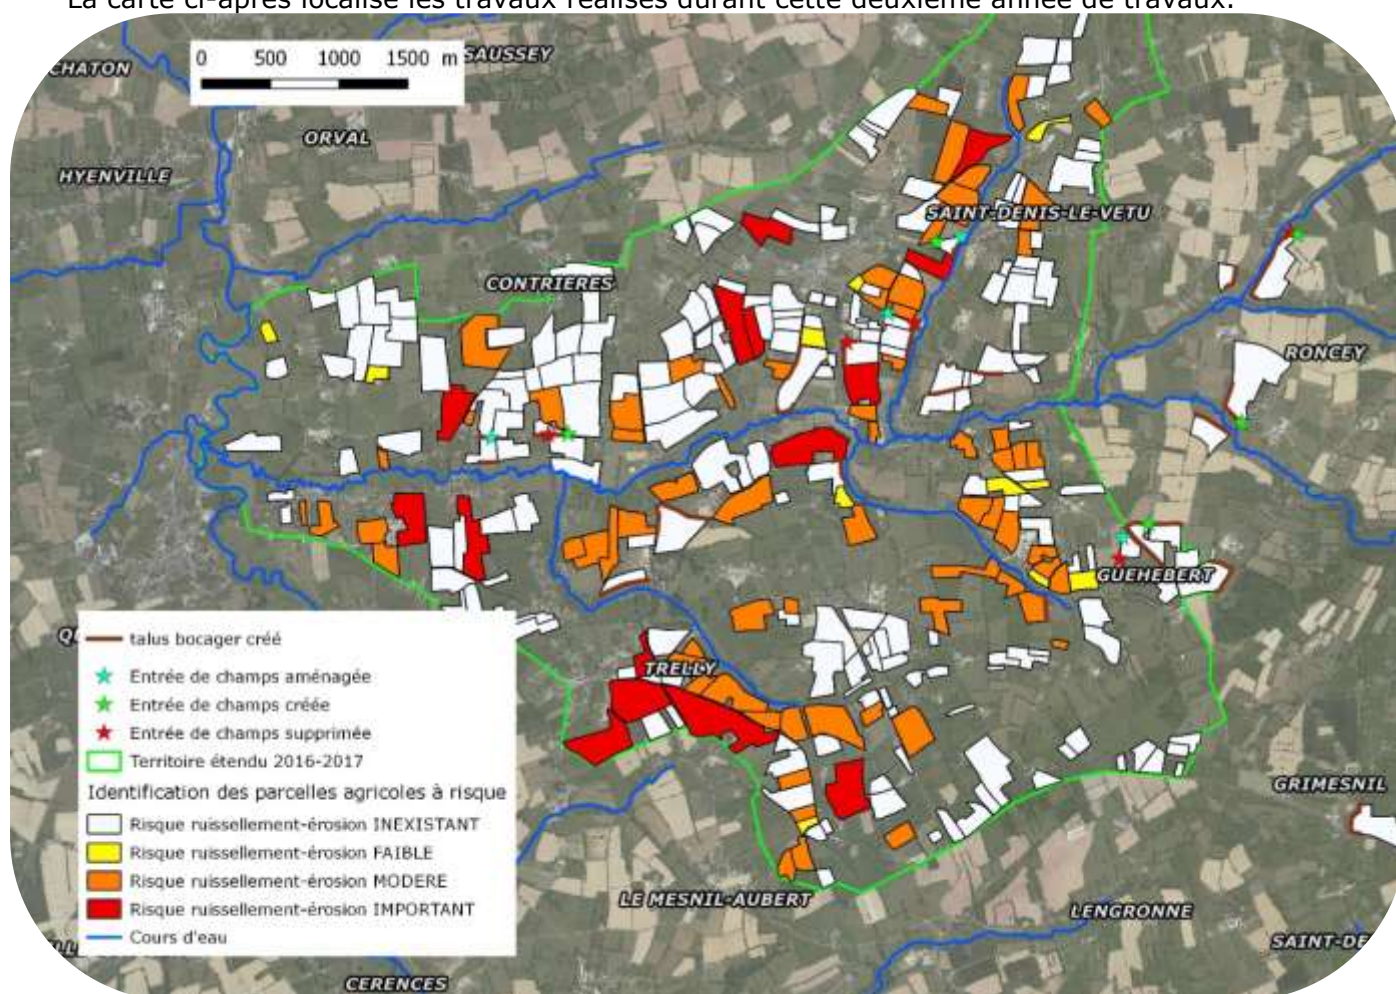 La carte ci-après localise les travaux réalisés durant cette deuxième année de travaux.
0 500 1000 1500 m
SAUSSEY
CHATON
ORVAL
HYENVILLE
SAINT-DENIS-LE-VETU
CONTRIERES
RONCEY
GUEHEBERT
TRELLY
GRIMESNIL
LE MESNIL-AUBERT
LENGRONNE
SAINT-DE
CERENCES
talus bocager créé
Entrée de champs aménagée
Entrée de champs créée
Entrée de champs supprimée
Territoire étendu 2016-2017
Identification des parcelles agricoles à risque
Risque ruissellement-érosion INEXISTANT
Risque ruissellement-érosion FAIBLE
Risque ruissellement-érosion MODERE
Risque ruissellement-érosion IMPORTANT
Cours d'eau